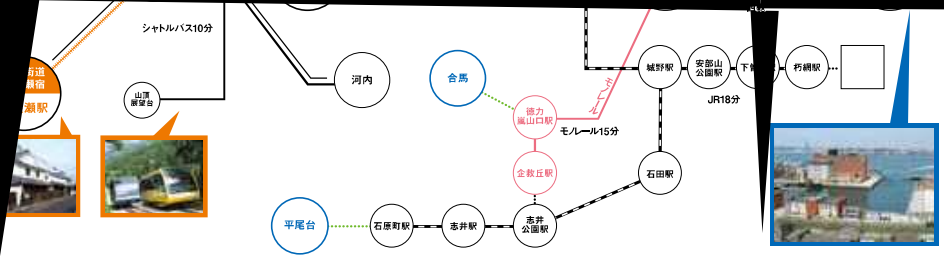 シャトルバス10分
街道
瀬宿
瀬駅
山頂
展望台
河内
合馬
徳力
嵐山口駅
モノレール
モノレール15分
企救丘駅
城野駅
安部山
公園駅
朽網駅
JR18分
石田駅
平尾台
石原町駅
志井駅
志井
公園駅